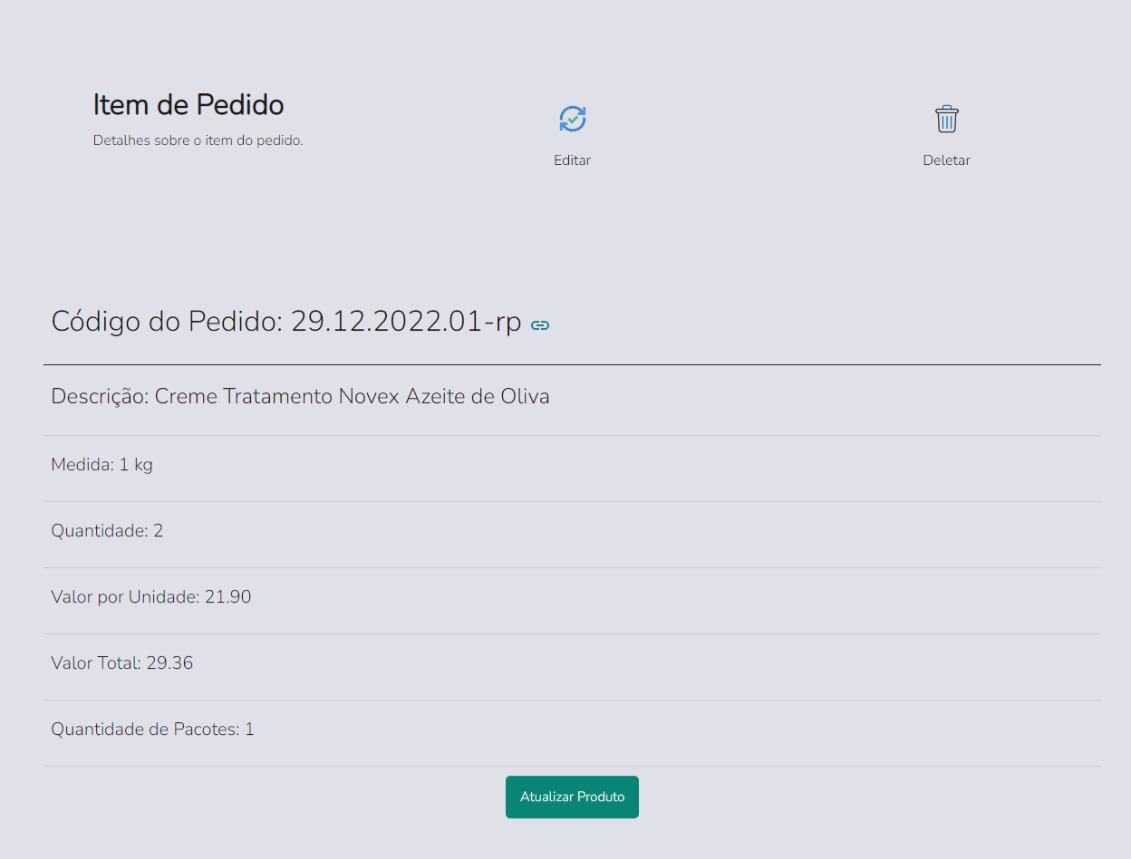 Item de Pedido
Detalhes sobre o item do pedido.
Editar
Deletar
Código do Pedido: 29.12.2022.01-rp
Descrição: Creme Tratamento Novex Azeite de Oliva
Medida: 1 kg
Quantidade: 2
Valor por Unidade: 21.90
Valor Total: 29.36
Quantidade de Pacotes: 1
Atualizar Produto